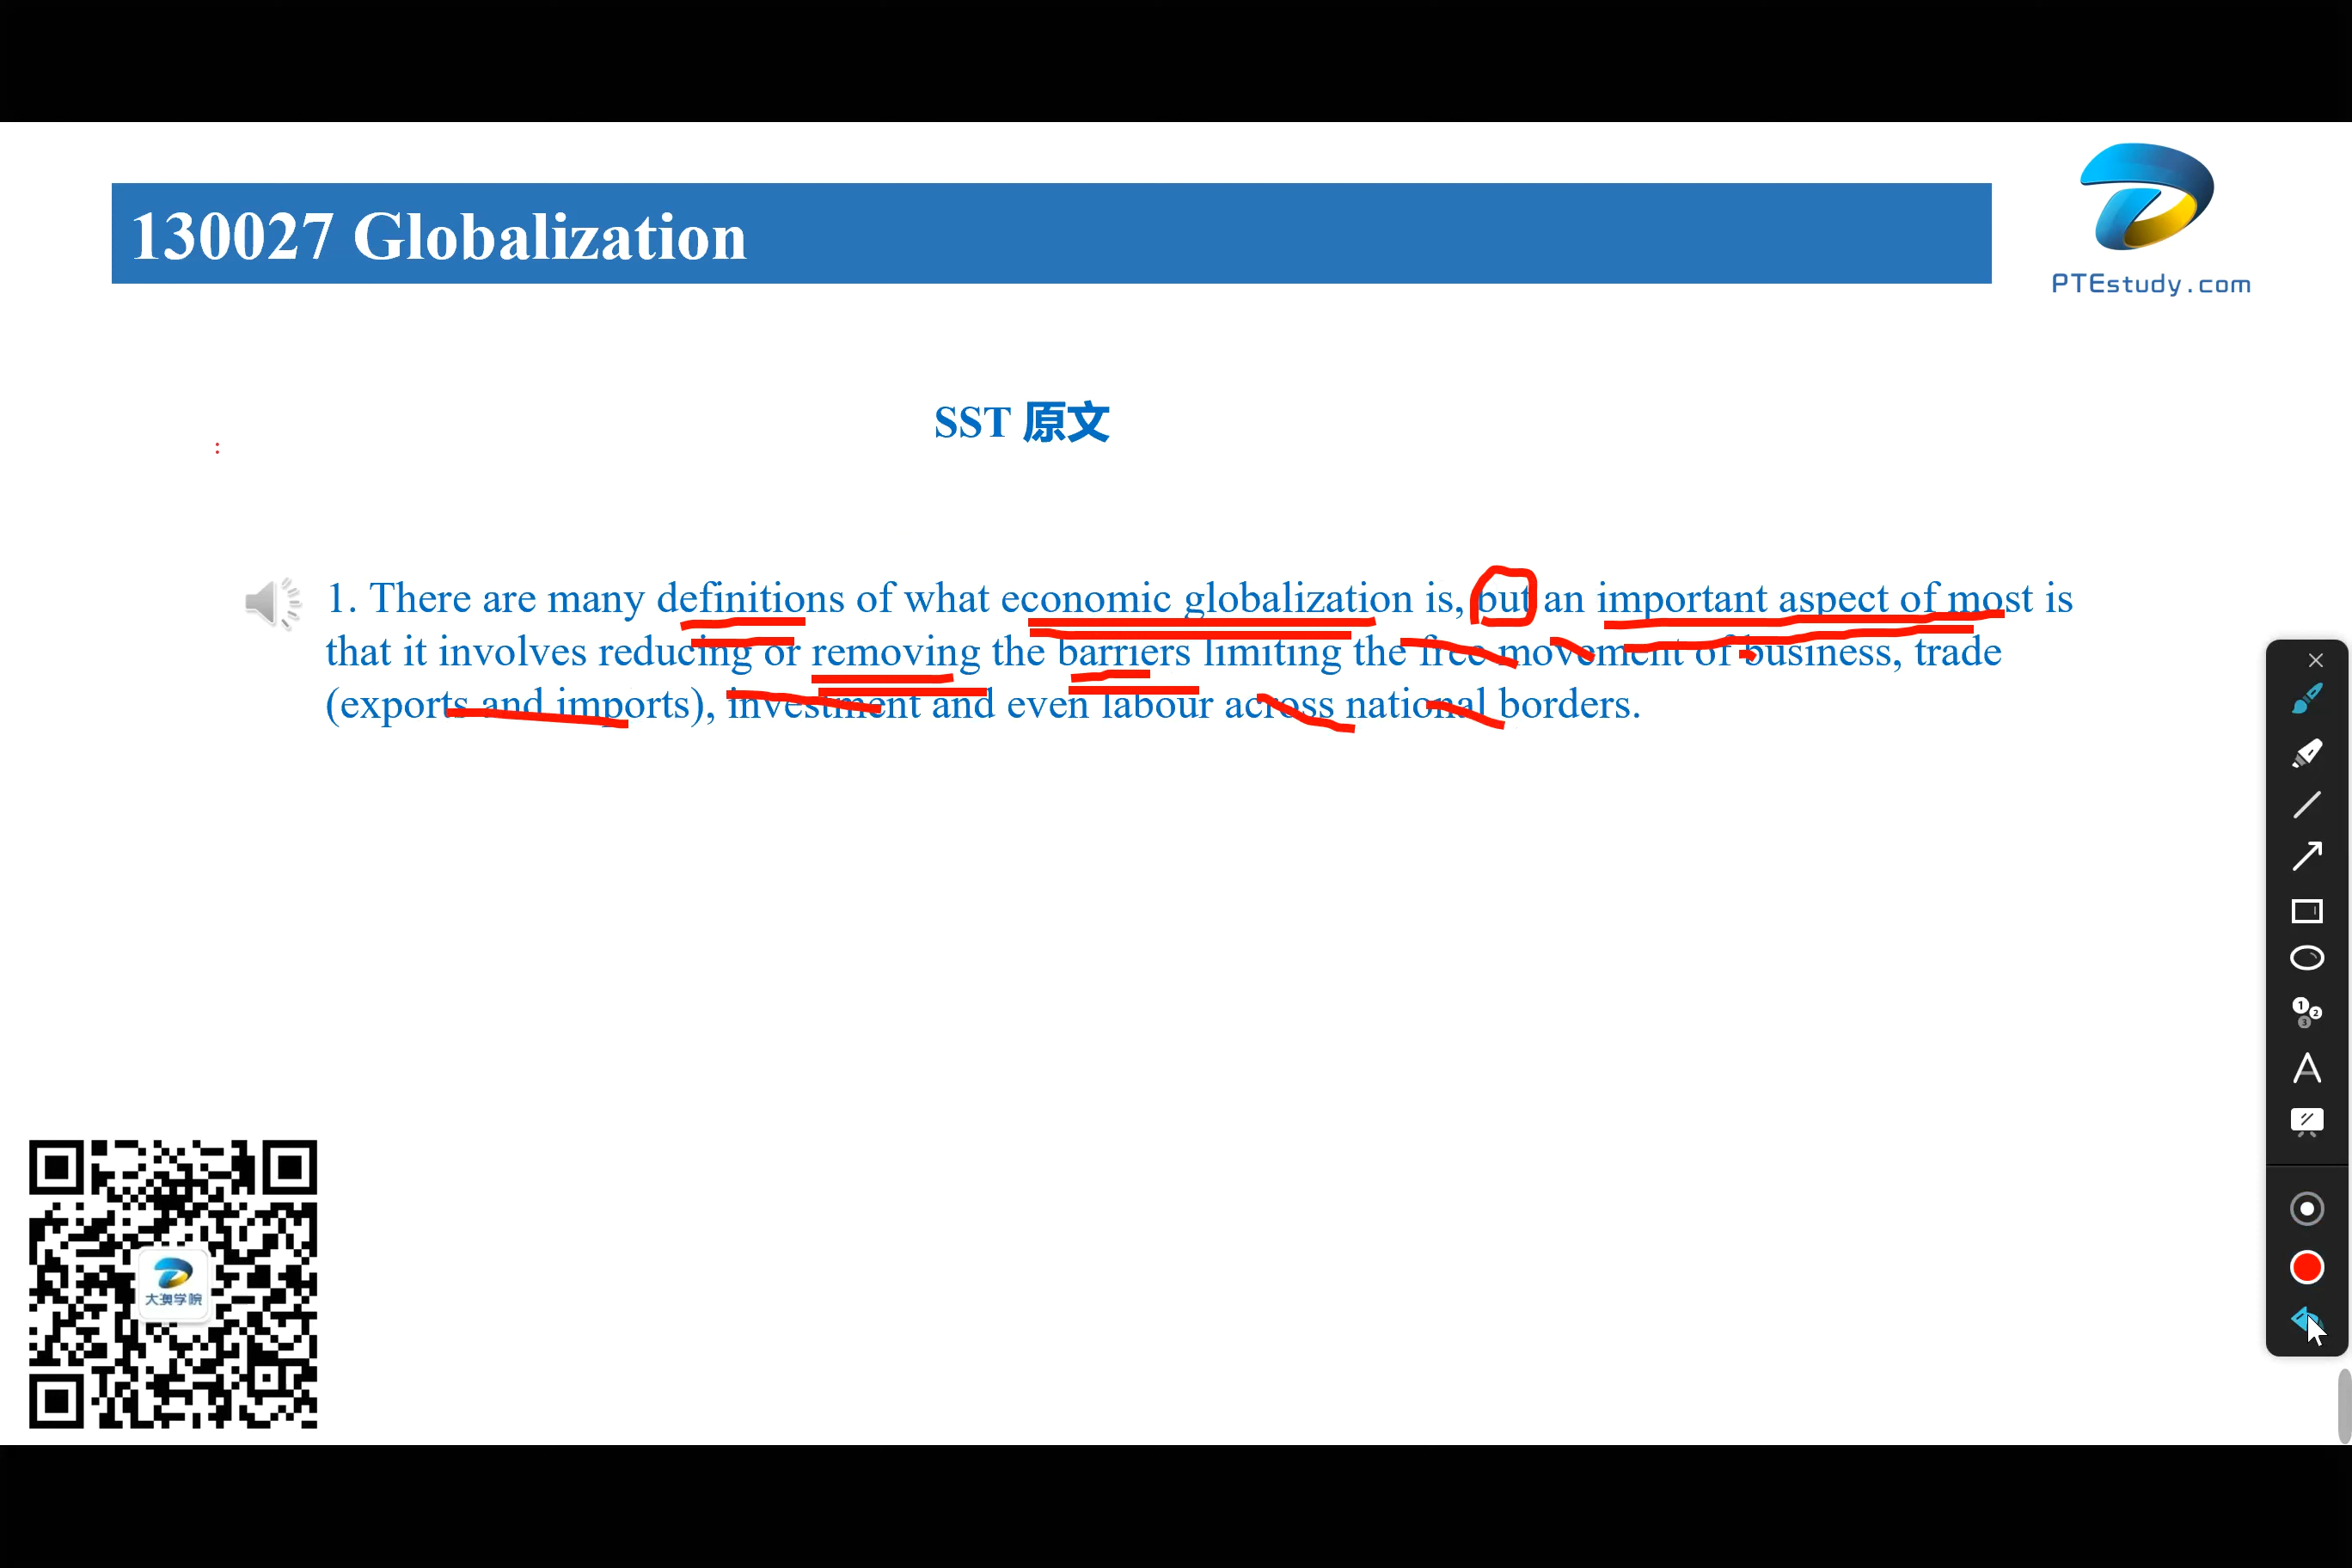 130027 Globalization
PTEstudy.com
SST 原文
:
1. There are many definitions of what economic globalization is, but an important aspect of most is
that it involves reducing or removing the barriers limiting the free movement of business, trade
(exports and imports), investment and even labour across national borders.
大澳学院